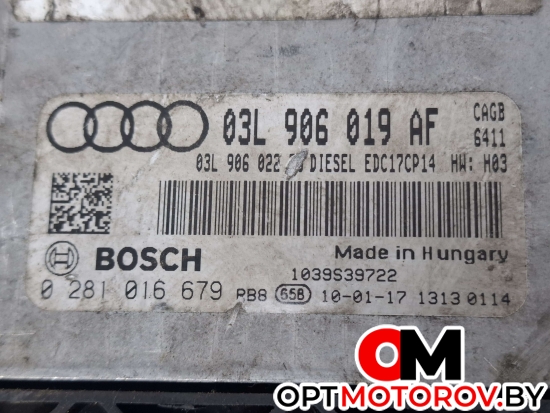 03L 906 019 AF
CAGB
6411
03L 906 022 DIESEL EDC17CP14 HW: H03
BOSCH
Made in Hungary
1039S39722
0 281 016 679 RB8 658 10-01-17 1313 0114
OM
OPTMOTOROV.BY